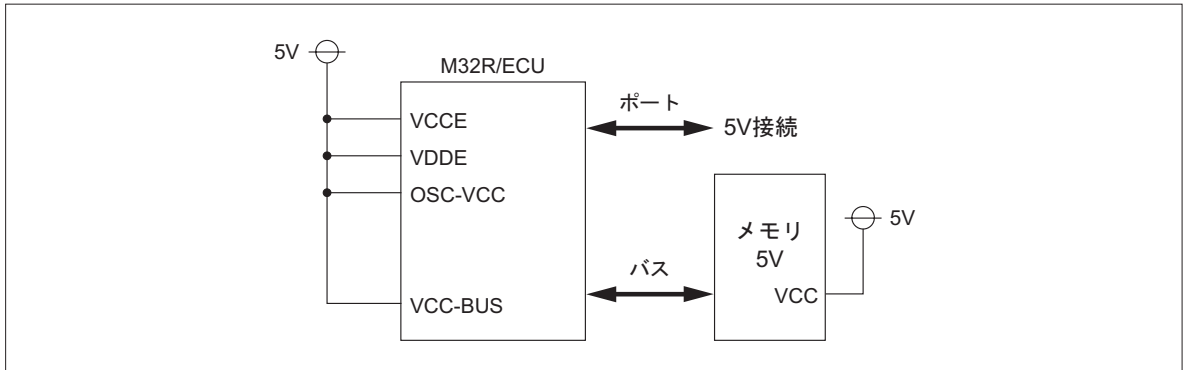 5V
M32R/ECU
VCCE
VDDE
OSC-VCC
VCC-BUS
ポート
5V接続
バス
メモリ
5V
VCC
5V